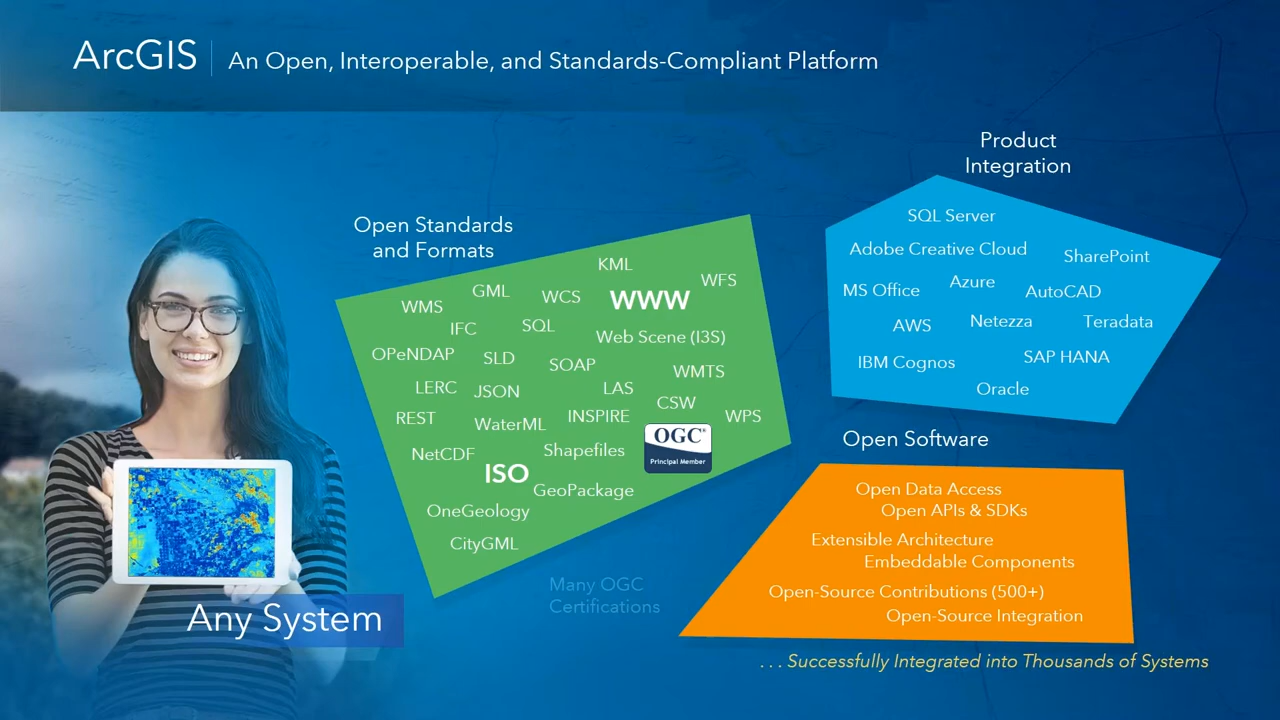 ArcGIS | An Open, Interoperable, and Standards-Compliant Platform
Open Standards
and Formats
KML
WFS
GML
WCS
WWW
WMS
IFC
SQL
Web Scene (I3S)
OPeNDAP
SLD
SOAP
WMTS
LERC
JSON
LAS
CSW
REST
WaterML
INSPIRE
WPS
OGC®
Principal Member
NetCDF
Shapefiles
ISO
GeoPackage
OneGeology
CityGML
Many OGC
Certifications
Product
Integration
SQL Server
Adobe Creative Cloud
SharePoint
MS Office
Azure
AutoCAD
AWS
Netezza
Teradata
IBM Cognos
SAP HANA
Oracle
Open Software
Open Data Access
Open APIs & SDKs
Extensible Architecture
Embeddable Components
Open-Source Contributions (500+)
Open-Source Integration
Any System
. . . Successfully Integrated into Thousands of Systems